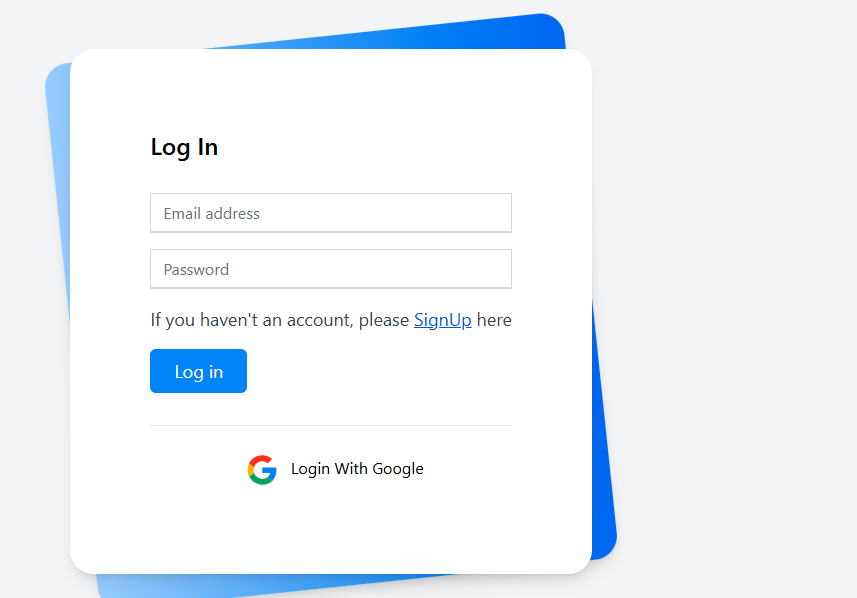 Log In
Email address
Password
If you haven't an account, please SignUp here
Log in
Login With Google